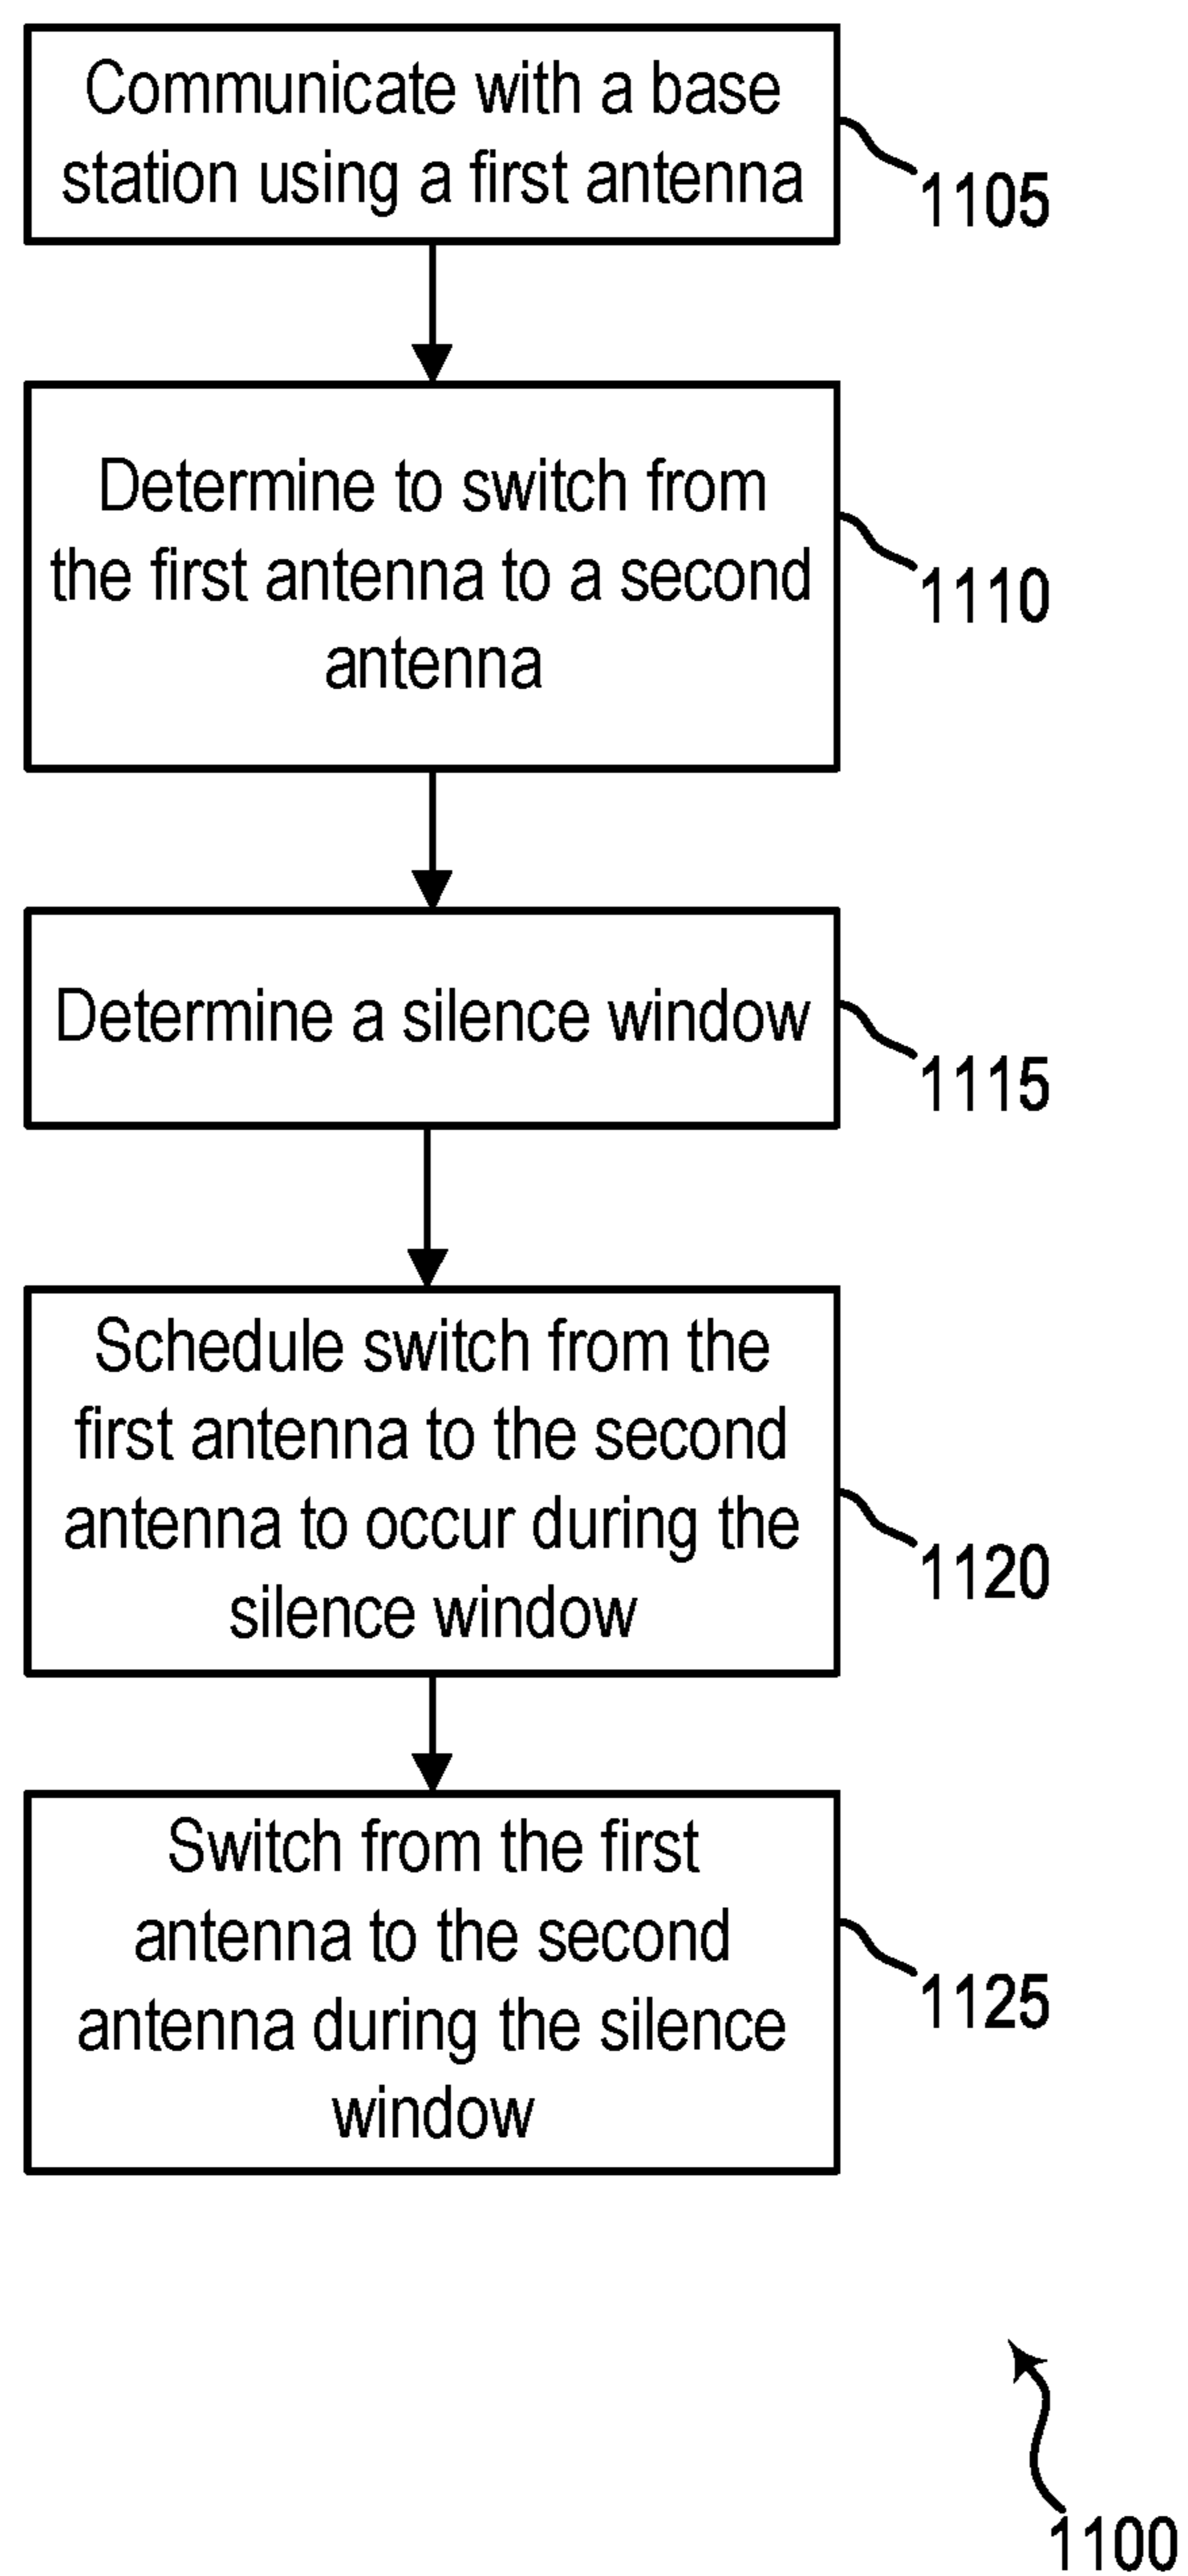 Communicate with a base
station using a first antenna
1105
Determine to switch from
the first antenna to a second
antenna
1110
Determine a silence window
1115
Schedule switch from the
first antenna to the second
antenna to occur during the
silence window
1120
Switch from the first
antenna to the second
antenna during the silence
window
1125
1100